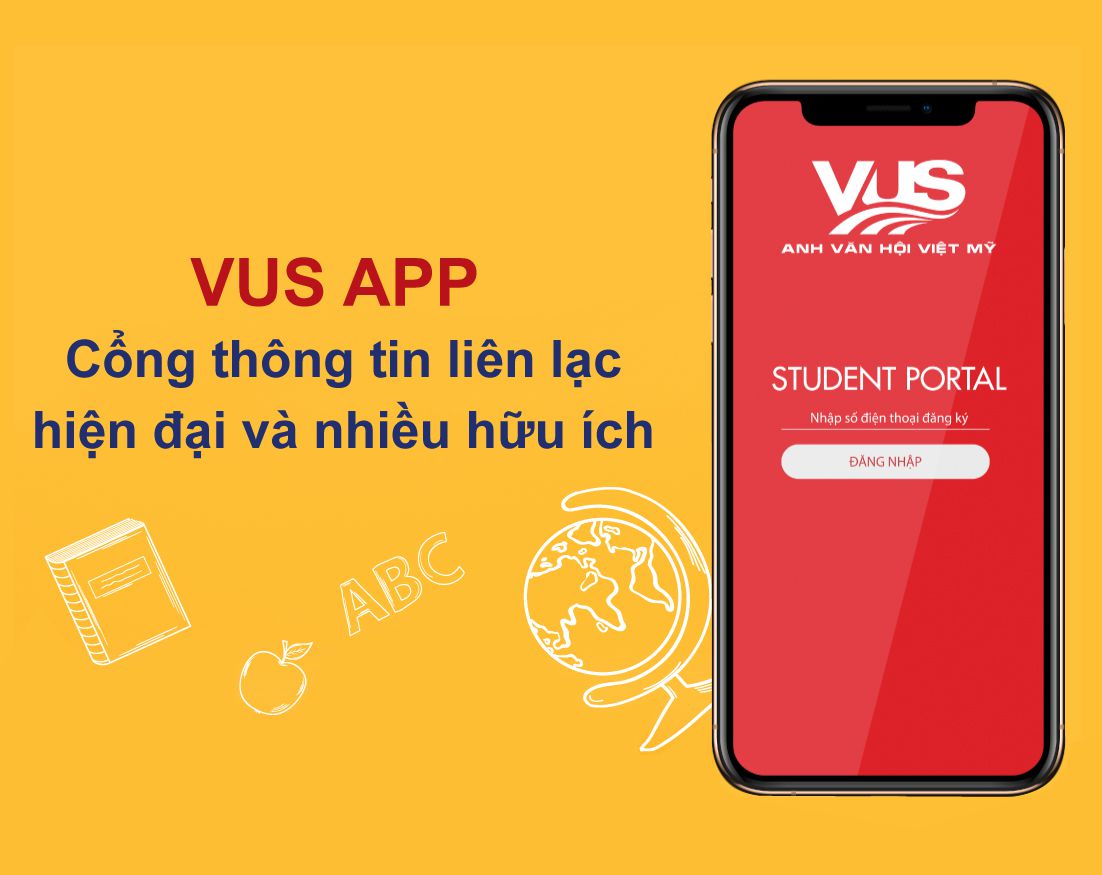 VUS APP
Cổng thông tin liên lạc
hiện đại và nhiều hữu ích
ABC
VUS
ANH VĂN HỘI VIỆT MỸ
STUDENT PORTAL
Nhập số điện thoại đăng ký
ĐĂNG NHẬP